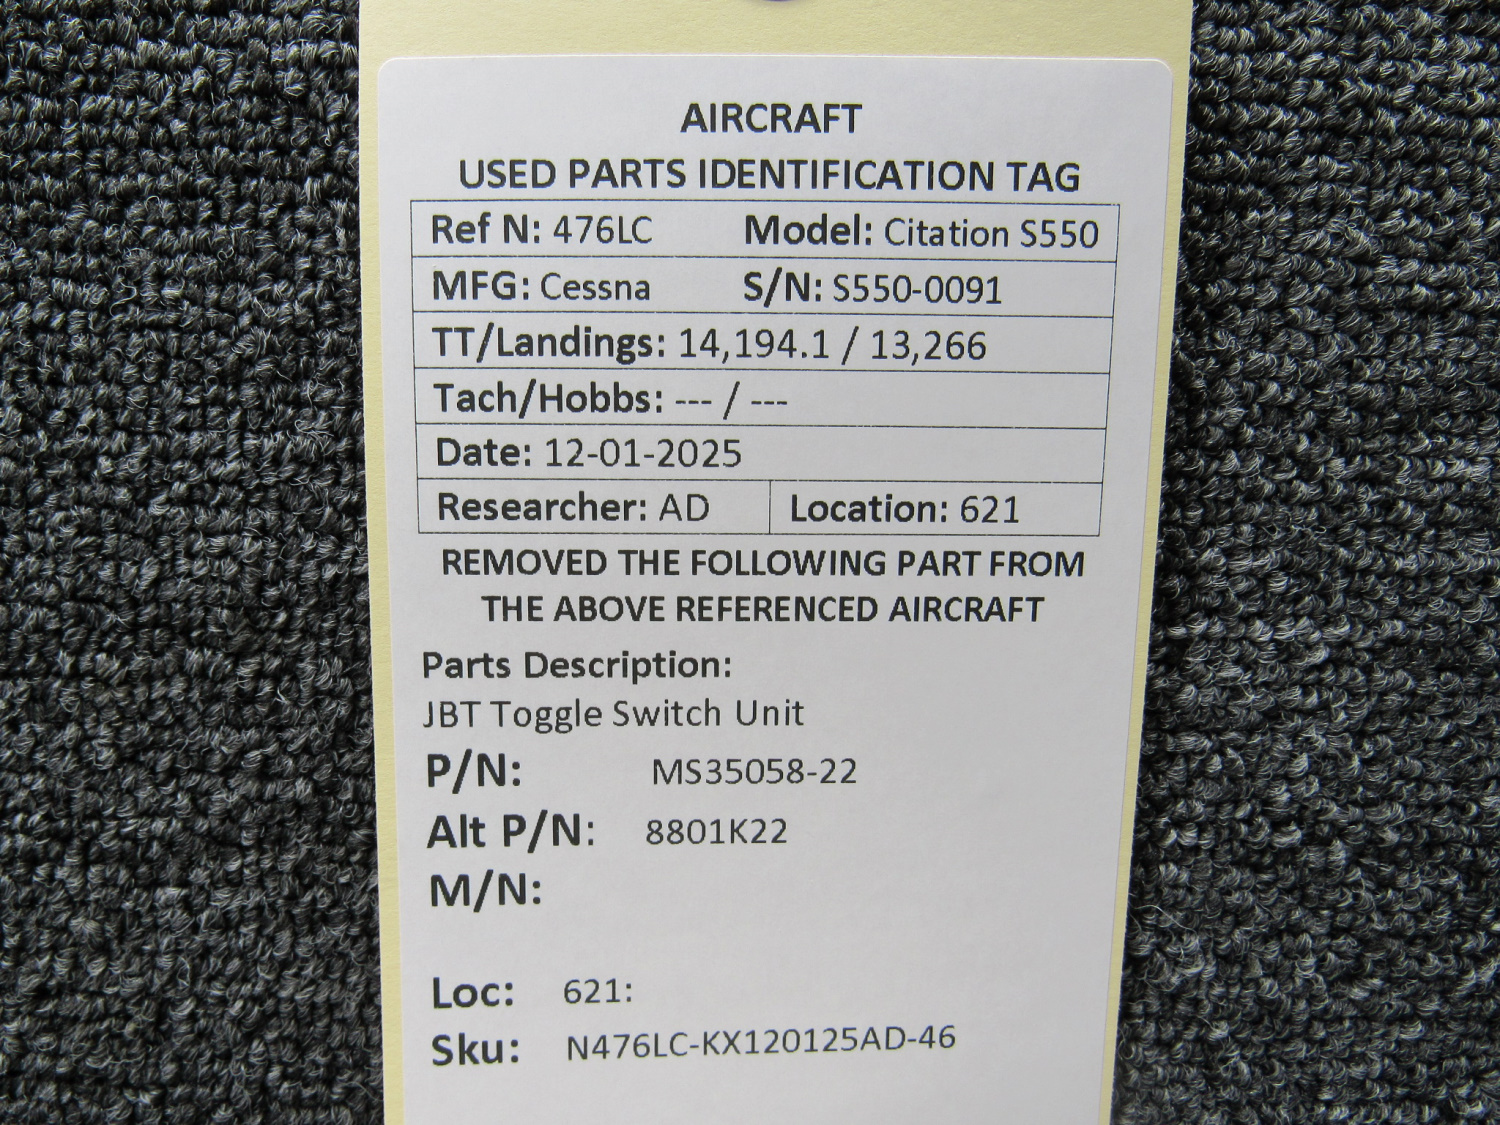 AIRCRAFT
USED PARTS IDENTIFICATION TAG
Ref N: 476LC Model: Citation S550
MFG: Cessna S/N: S550-0091
TT/Landings: 14,194.1 / 13,266
Tach/Hobbs: --- / ---
Date: 12-01-2025
Researcher: AD Location: 621
REMOVED THE FOLLOWING PART FROM
THE ABOVE REFERENCED AIRCRAFT
Parts Description:
JBT Toggle Switch Unit
P/N: MS35058-22
Alt P/N: 8801K22
M/N:
Loc: 621:
Sku: N476LC-KX120125AD-46